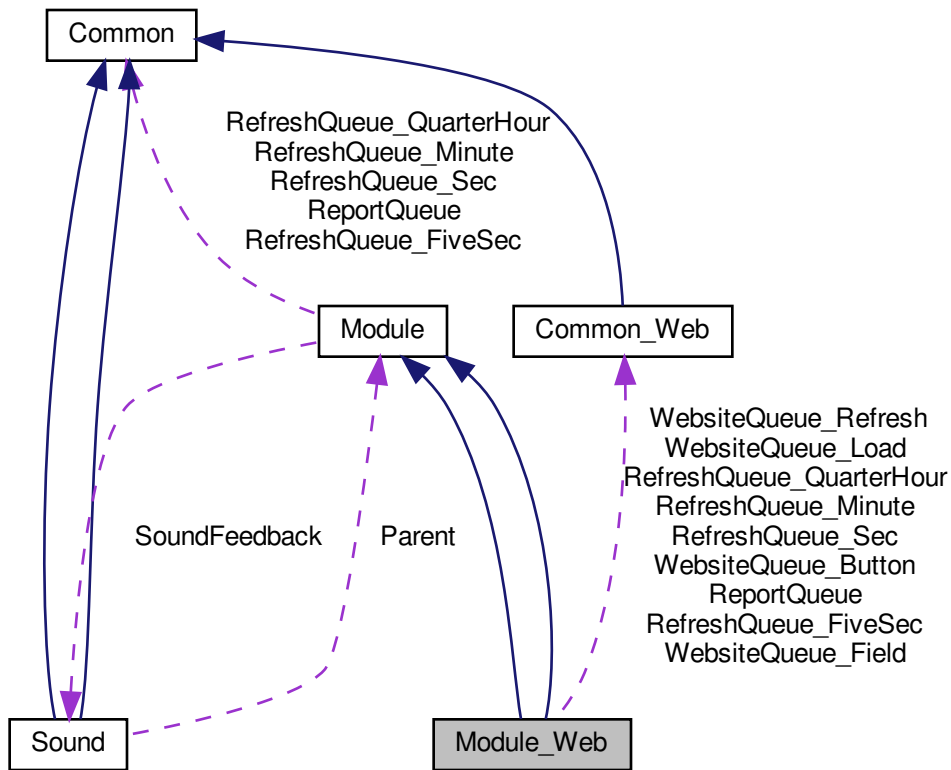 Common
RefreshQueue_QuarterHour
RefreshQueue_Minute
RefreshQueue_Sec
ReportQueue
RefreshQueue_FiveSec
Module
Common_Web
WebsiteQueue_Refresh
WebsiteQueue_Load
RefreshQueue_QuarterHour
RefreshQueue_Minute
RefreshQueue_Sec
WebsiteQueue_Button
ReportQueue
RefreshQueue_FiveSec
WebsiteQueue_Field
SoundFeedback
Parent
Sound
Module_Web